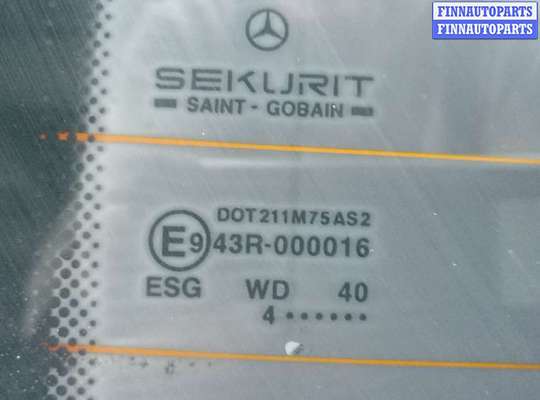 FINNAUTOPARTS
FINNAUTOPARTS
SEKURIT
SAINT - GOBAIN
DOT211M75AS2
E9 43R-000016
ESG WD 40
4 ••••••